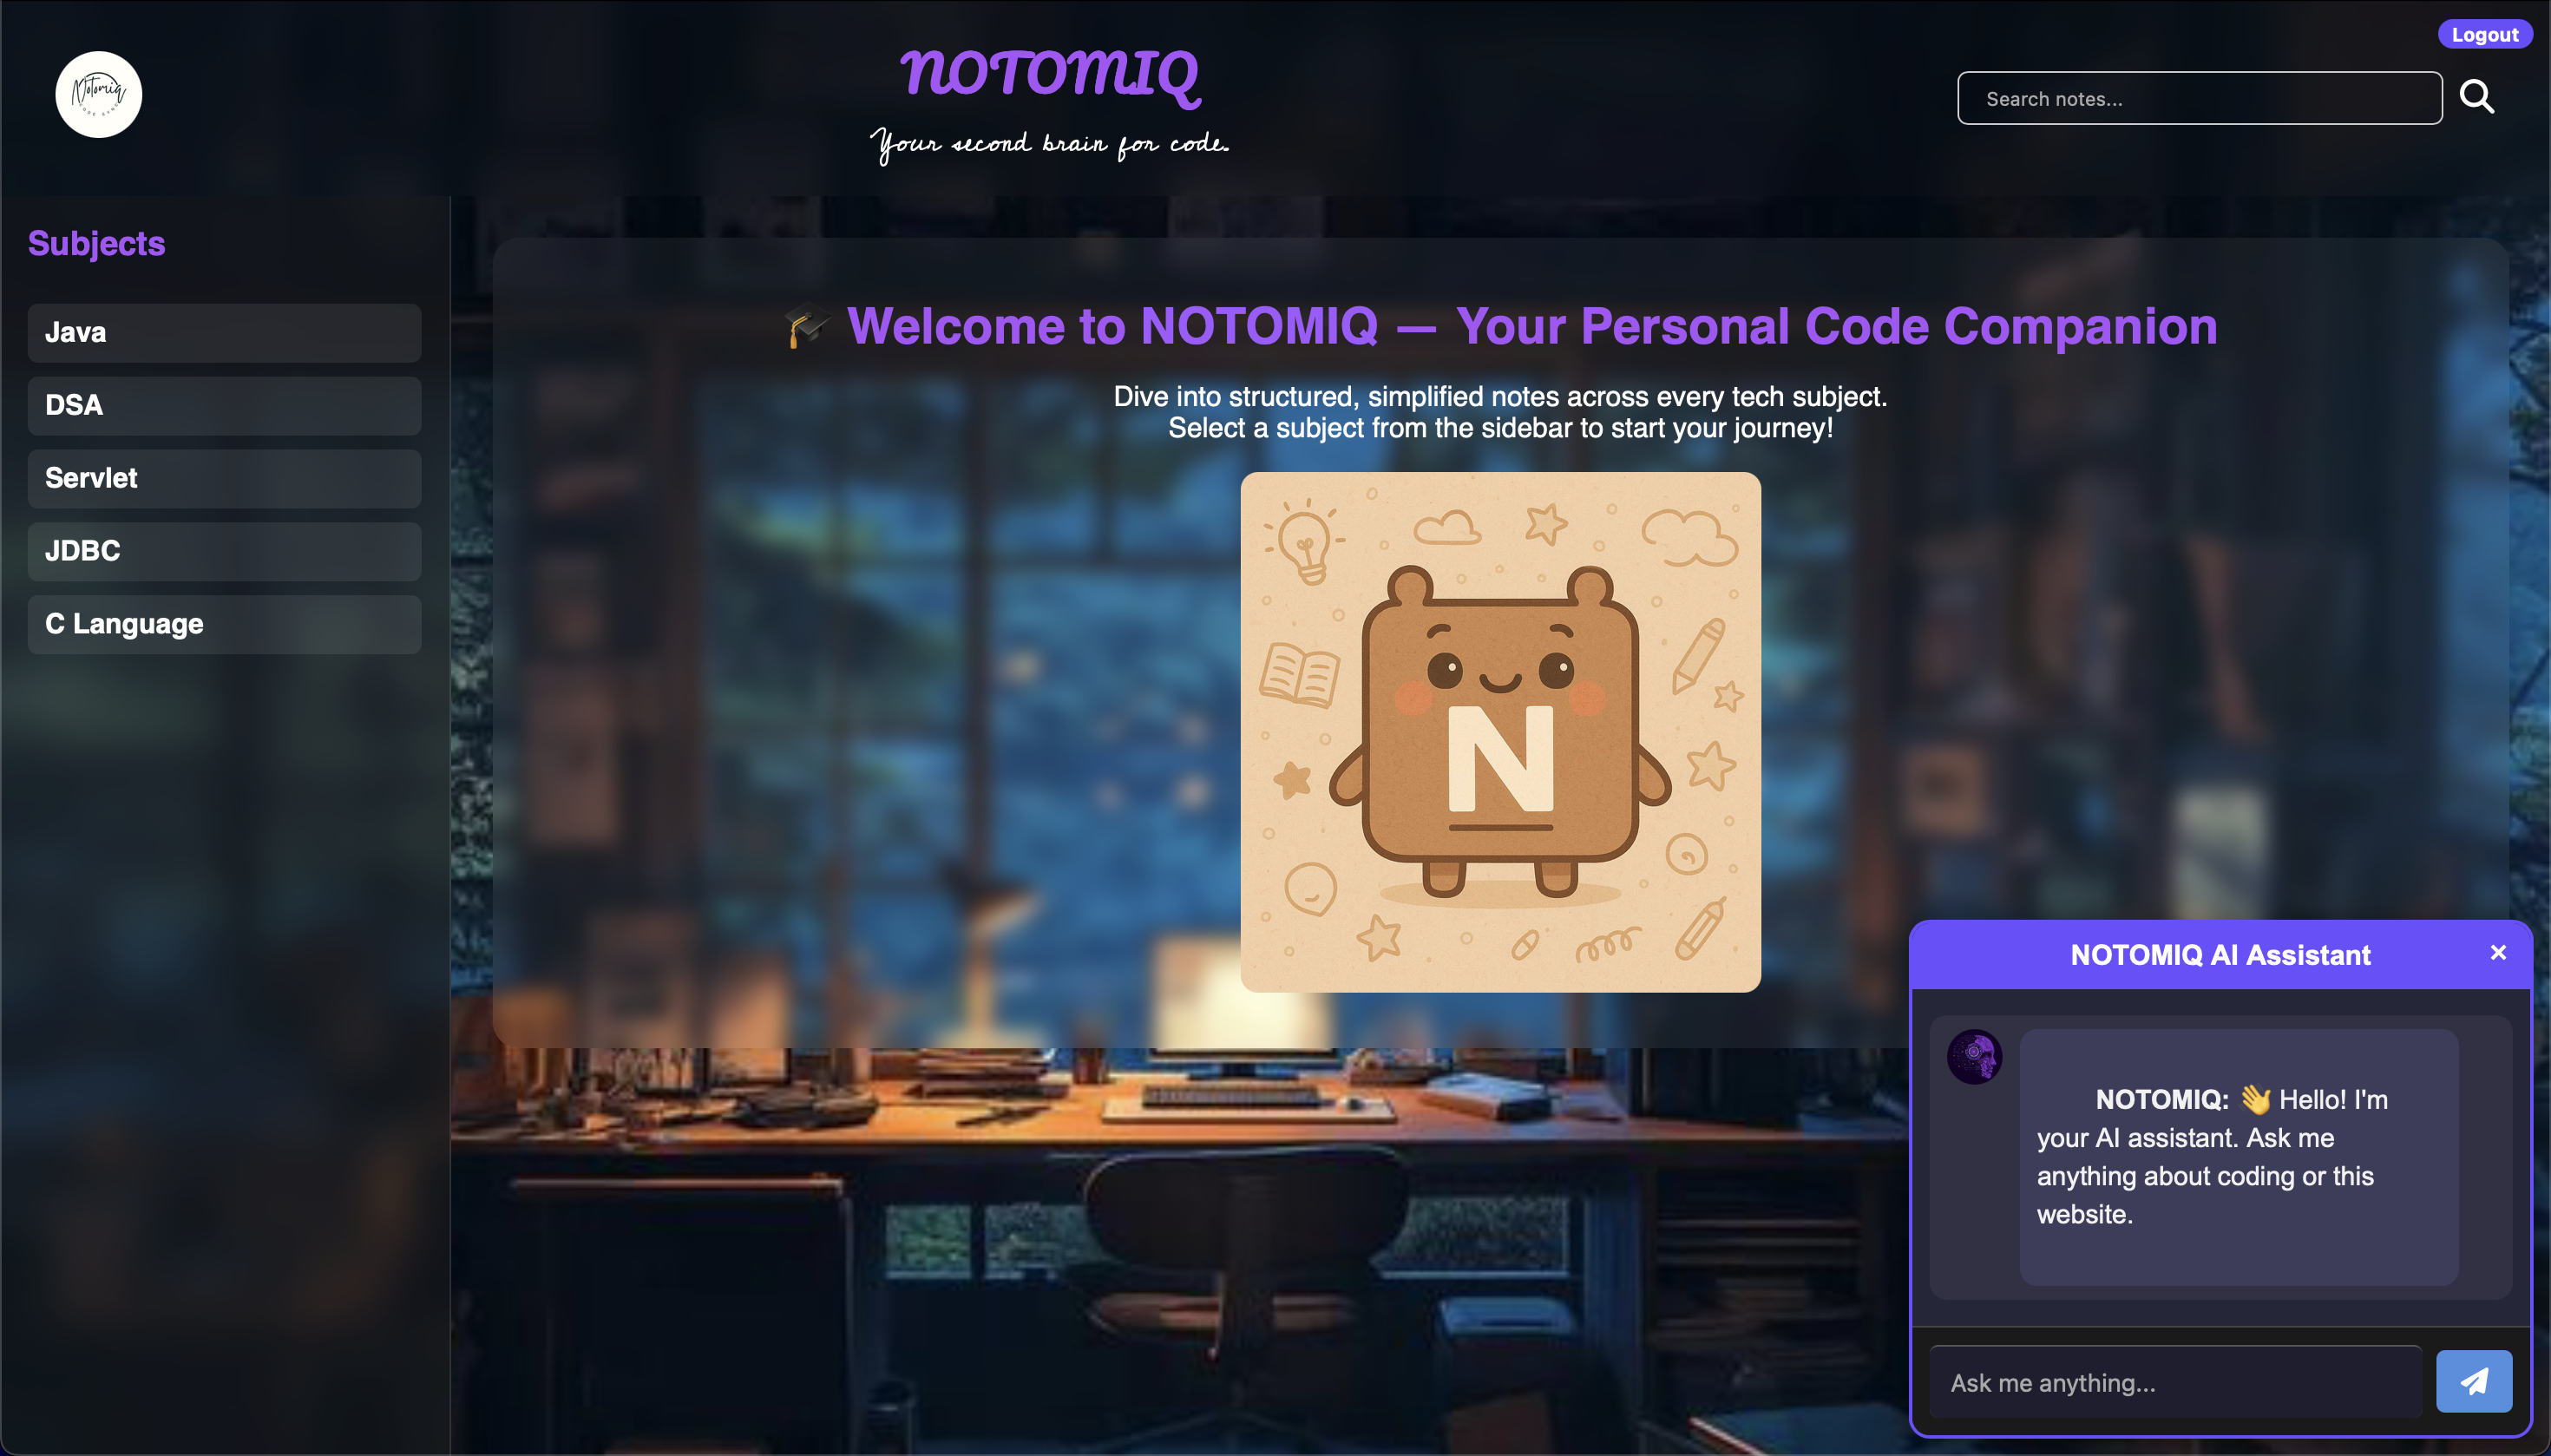 Notomiq
NOTOMIQ
Your second brain for code.
Logout
Search notes...
Subjects
Java
DSA
Servlet
JDBC
C Language
🎓 Welcome to NOTOMIQ — Your Personal Code Companion
Dive into structured, simplified notes across every tech subject.
Select a subject from the sidebar to start your journey!
N
NOTOMIQ AI Assistant
×
NOTOMIQ: 👋 Hello! I'm
your AI assistant. Ask me
anything about coding or this
website.
Ask me anything...